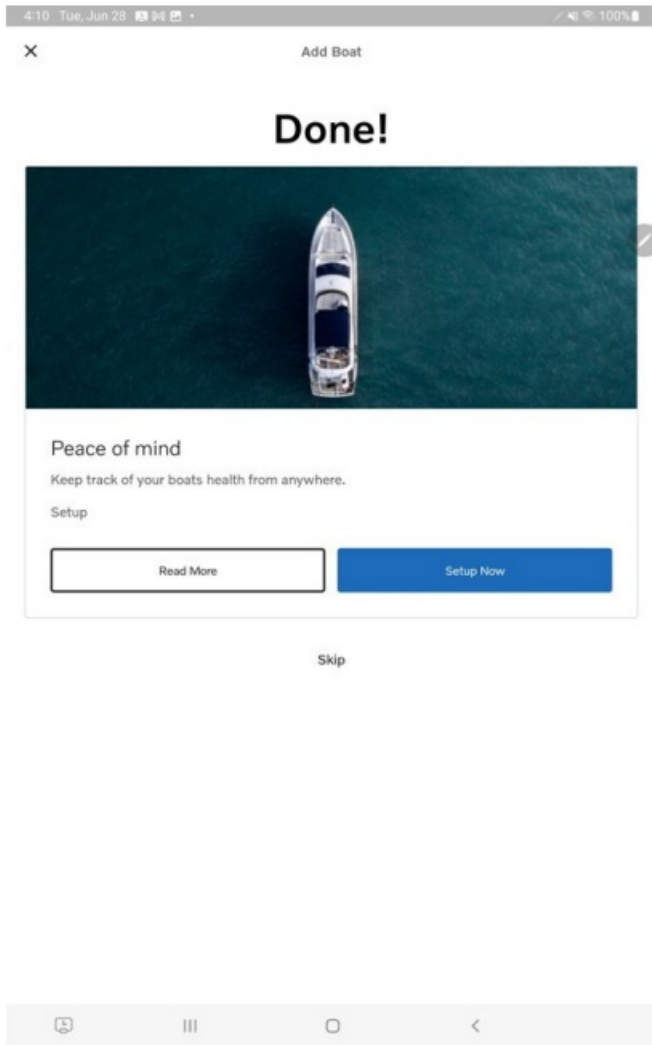 4:10 Tue, Jun 28 100%
Add Boat
Done!
Peace of mind
Keep track of your boats health from anywhere.
Setup
Read More
Setup Now
Skip